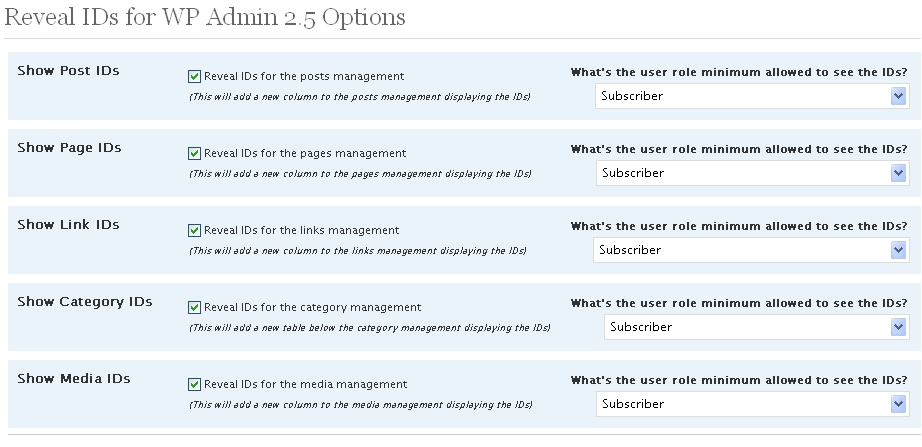 Reveal IDs for WP Admin 2.5 Options
Show Post IDs
Reveal IDs for the posts management
(This will add a new column to the posts management displaying the IDs)
What's the user role minimum allowed to see the IDs?
Subscriber
Show Page IDs
Reveal IDs for the pages management
(This will add a new column to the pages management displaying the IDs)
What's the user role minimum allowed to see the IDs?
Subscriber
Show Link IDs
Reveal IDs for the links management
(This will add a new column to the links management displaying the IDs)
What's the user role minimum allowed to see the IDs?
Subscriber
Show Category IDs
Reveal IDs for the category management
(This will add a new table below the category management displaying the IDs)
What's the user role minimum allowed to see the IDs?
Subscriber
Show Media IDs
Reveal IDs for the media management
(This will add a new column to the media management displaying the IDs)
What's the user role minimum allowed to see the IDs?
Subscriber